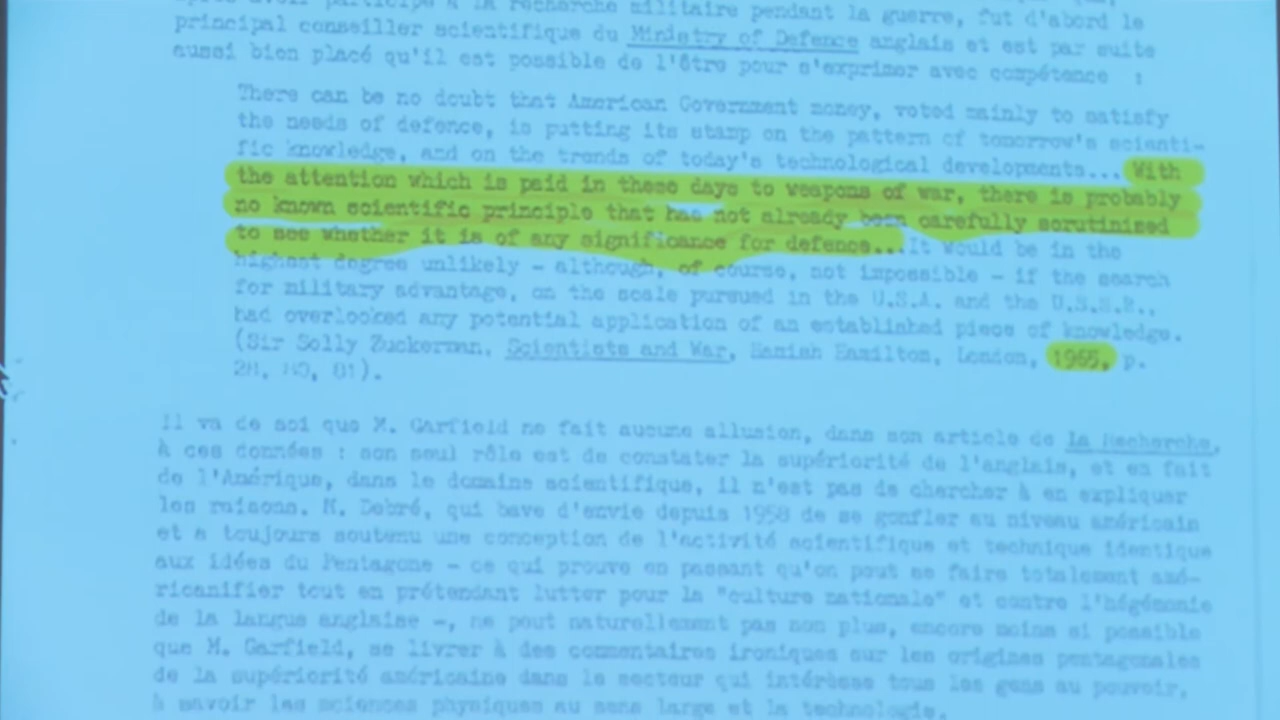 après avoir participé à la recherche militaire pendant la guerre, fut d'abord le
principal conseiller scientifique du Ministry of Defence anglais et est par suite
aussi bien placé qu'il est possible de l'être pour s'exprimer avec compétence :
There can be no doubt that American Government money, voted mainly to satisfy
the needs of defence, is putting its stamp on the pattern of tomorrow's scienti-
fic knowledge, and on the trends of today's technological developments... With
the attention which is paid in these days to weapons of war, there is probably
no known scientific principle that has not already been carefully scrutinised
to see whether it is of any significance for defence...It would be in the
highest degree unlikely - although, of course, not impossible - if the search
for military advantage, on the scale pursued in the U.S.A. and the U.S.S.R.,
had overlooked any potential application of an established piece of knowledge.
(Sir Solly Zuckerman, Scientists and War, Hamish Hamilton, London, 1965, p.
28, 80, 81).
Il va de soi que M. Garfield ne fait aucune allusion, dans son article de La Recherche,
à ces données : son seul rôle est de constater la supériorité de l'anglais, et en fait
de l'Amérique, dans le domaine scientifique, il n'est pas de chercher à en expliquer
les raisons. M. Debré, qui bave d'envie depuis 1958 de se gonfler au niveau américain
et a toujours soutenu une conception de l'activité scientifique et technique identique
aux idées du Pentagone - ce qui prouve en passant qu'on peut se faire totalement amé-
ricanifier tout en prétendant lutter pour la "culture nationale" et contre l'hégémonie
de la langue anglaise -, ne peut naturellement pas non plus, encore moins si possible
que M. Garfield, se livrer à des commentaires ironiques sur les origines pentagonales
de la supériorité américaine dans le secteur qui intéresse tous les gens au pouvoir,
à savoir les sciences physiques au sens large et la technologie.